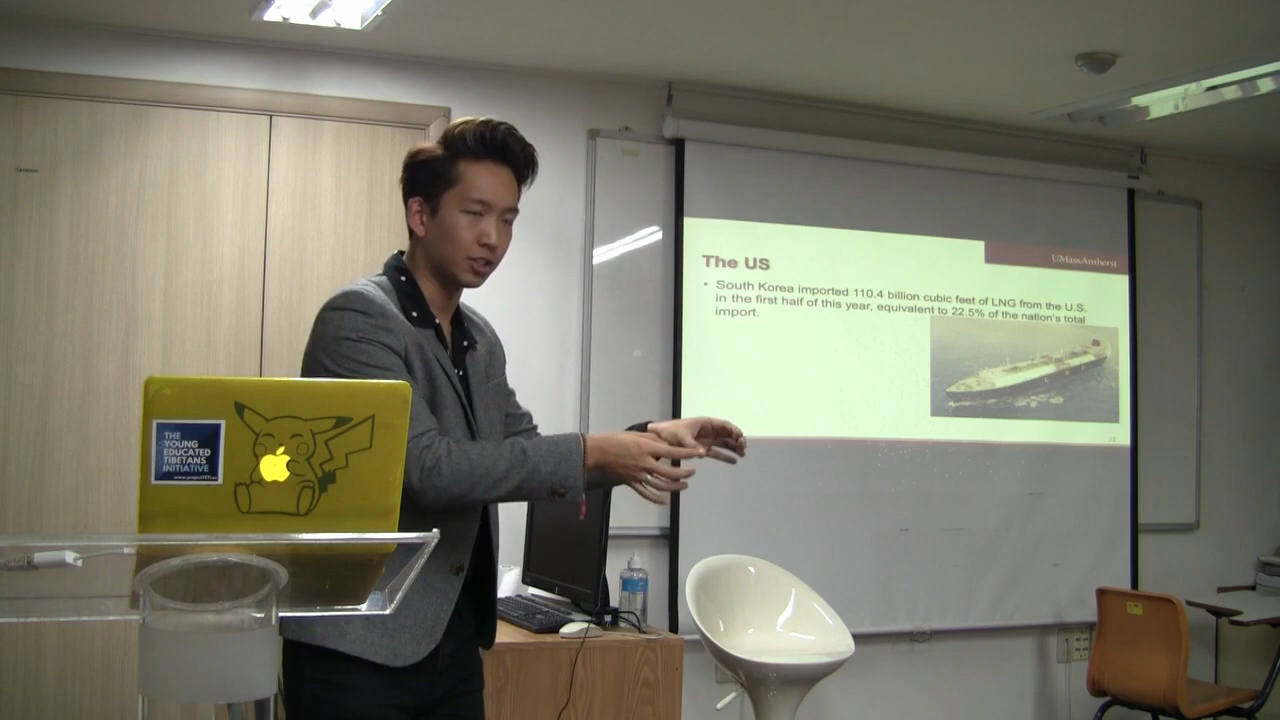 THE
YOUNG
EDUCATED
TIBETANS
INITIATIVE
UMassAmherst
The US
• South Korea imported 110.4 billion cubic feet of LNG from the U.S.
in the first half of this year, equivalent to 22.5% of the nation's total
import.